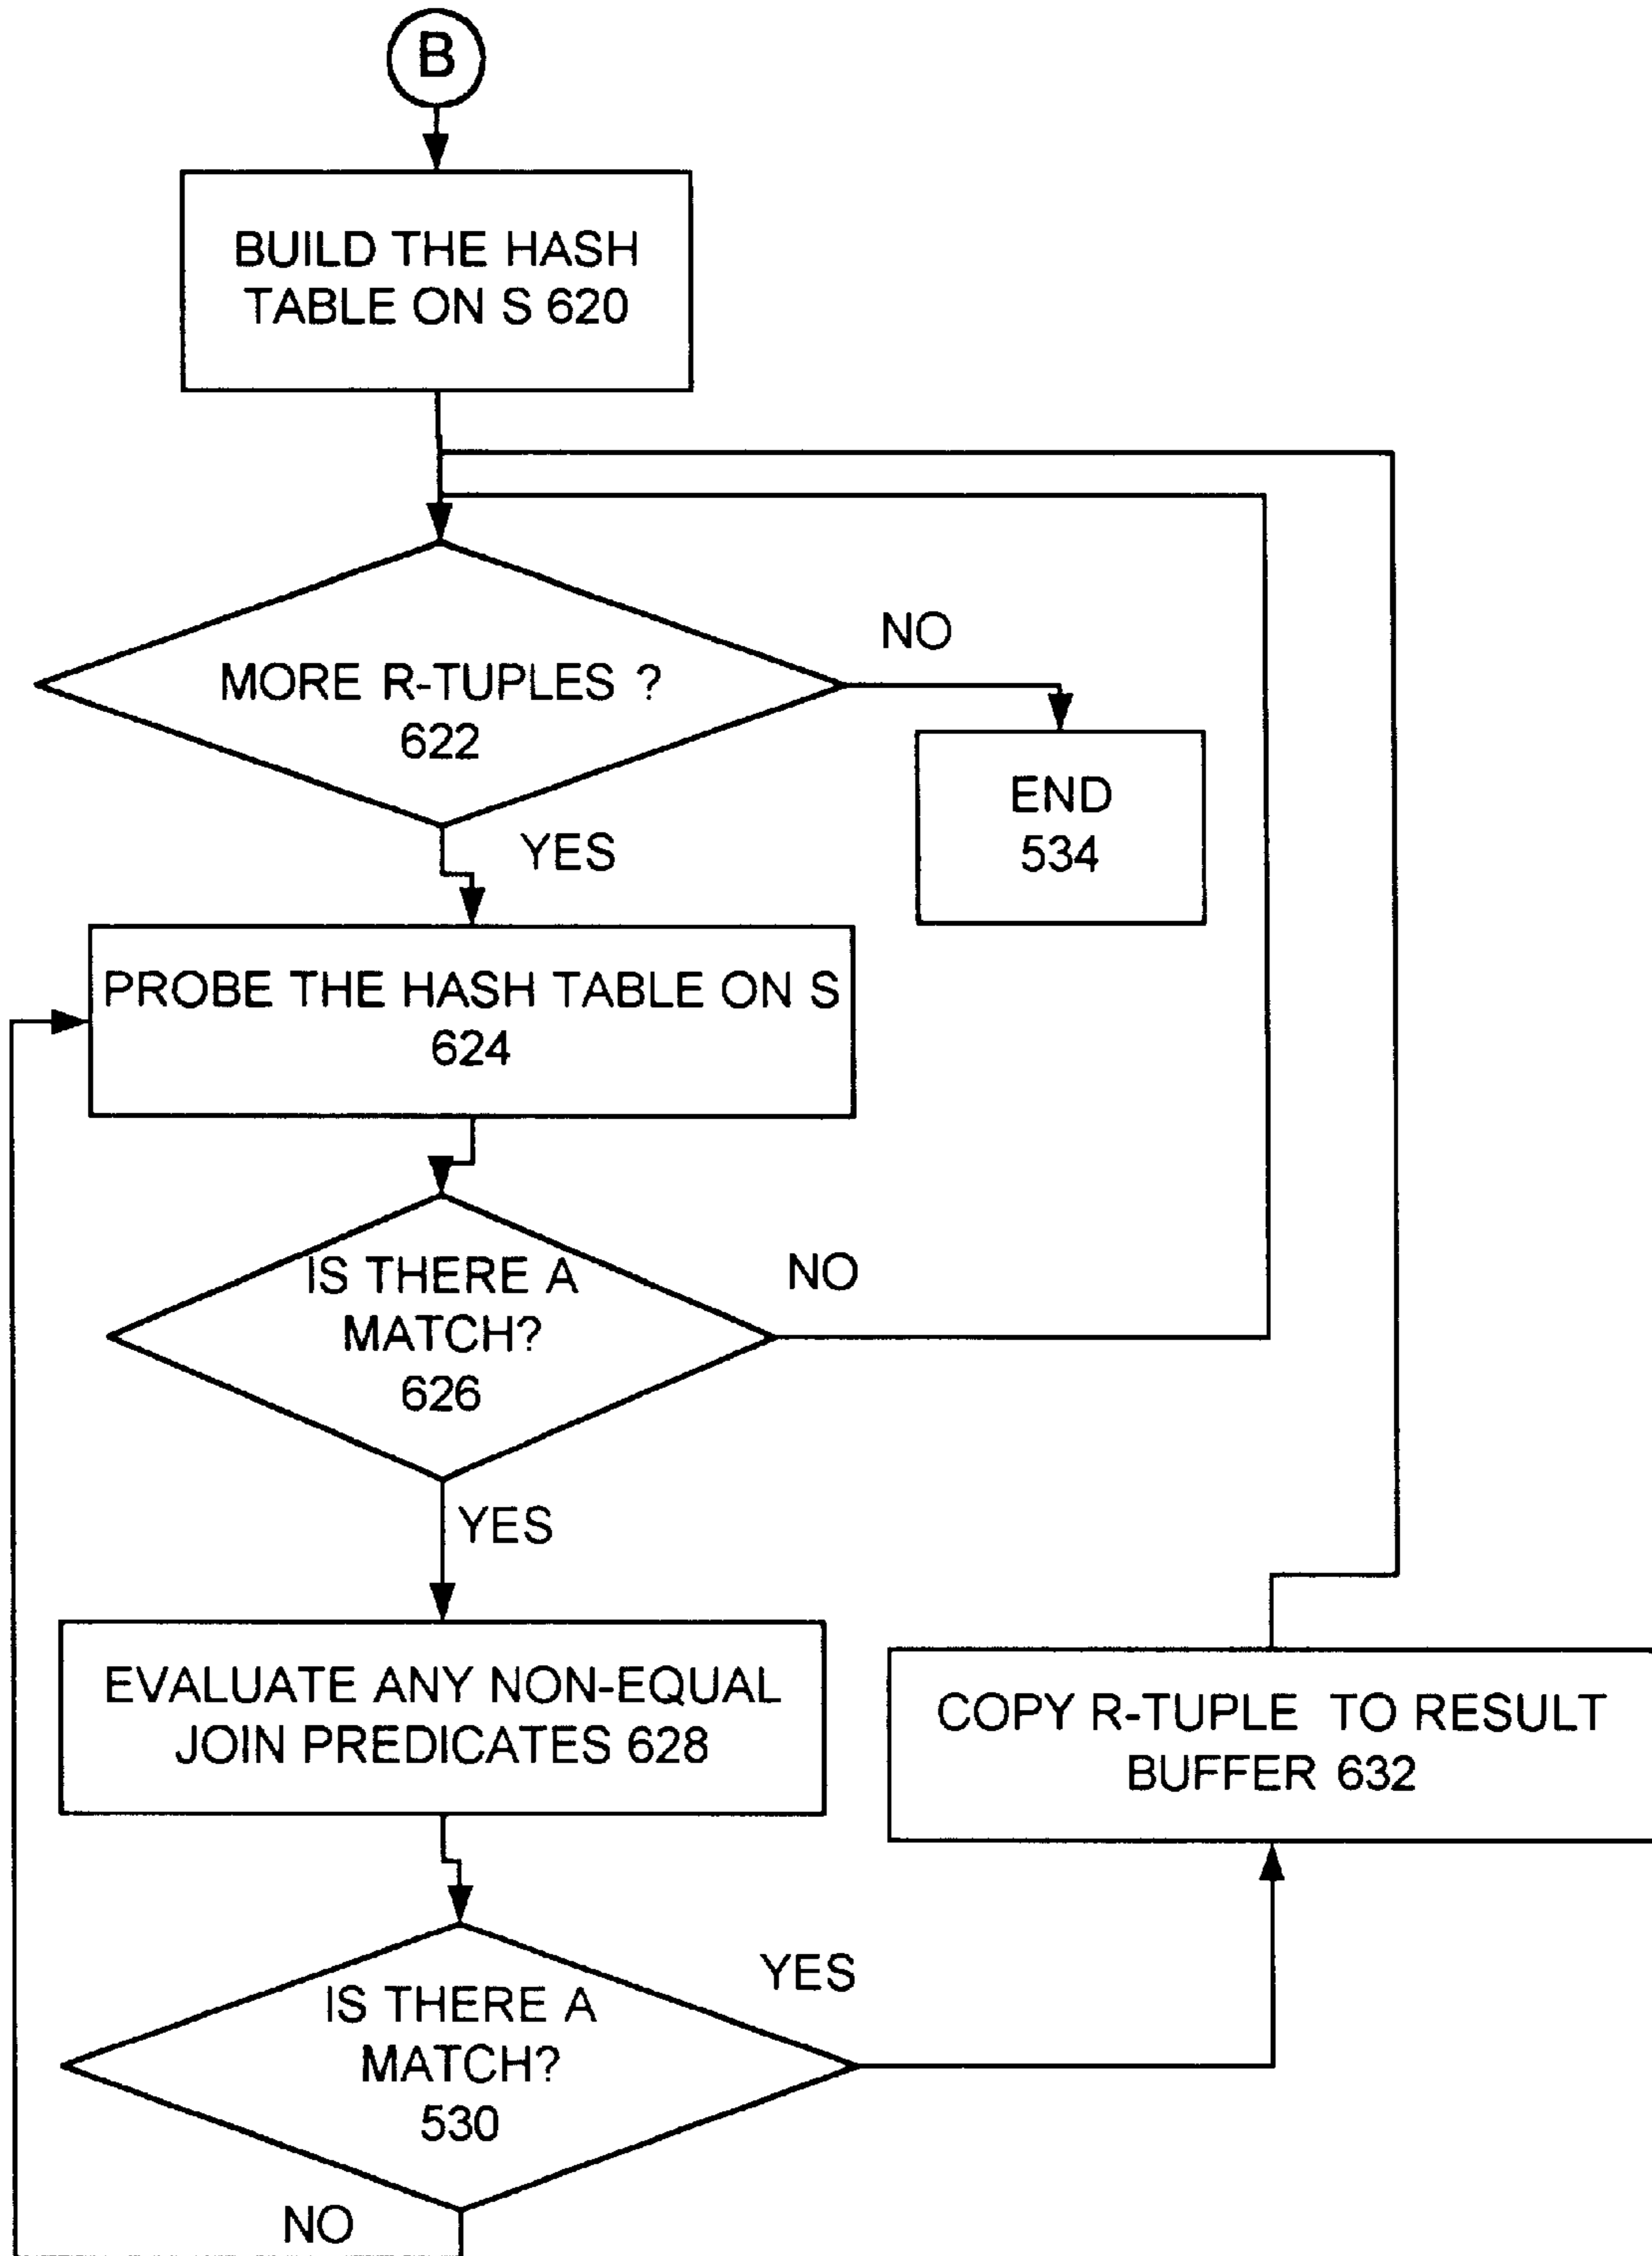 B
BUILD THE HASH
TABLE ON S 620
NO
MORE R-TUPLES ?
622
END
534
YES
PROBE THE HASH TABLE ON S
624
IS THERE A
MATCH?
626
NO
YES
EVALUATE ANY NON-EQUAL
JOIN PREDICATES 628
COPY R-TUPLE TO RESULT
BUFFER 632
YES
IS THERE A
MATCH?
530
NO